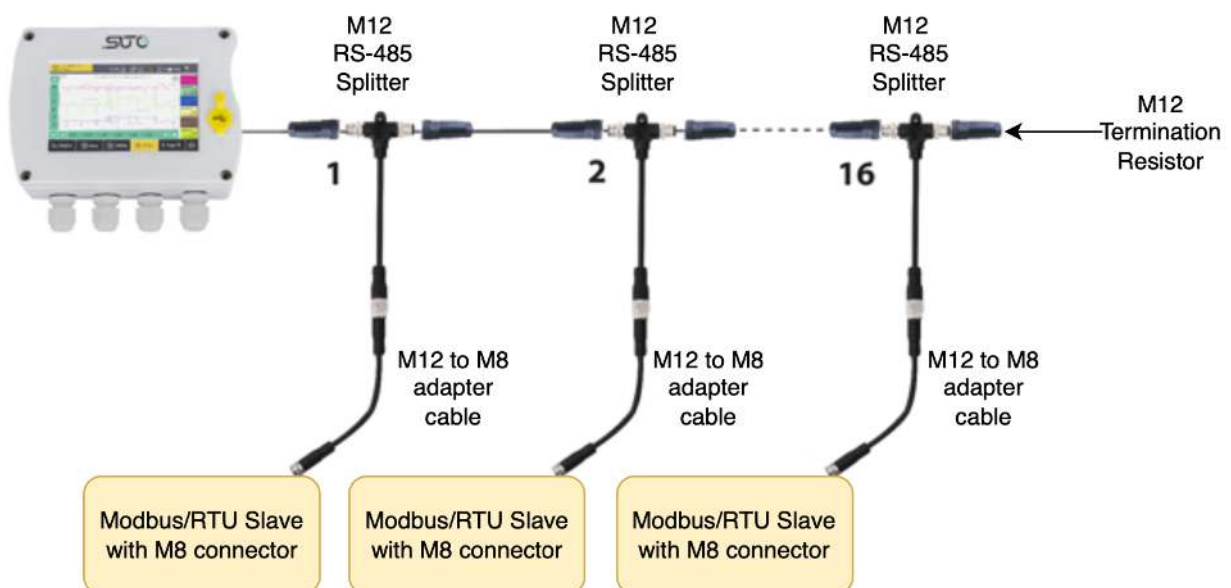 SUTO
M12
RS-485
Splitter
M12
RS-485
Splitter
M12
RS-485
Splitter
M12
Termination
Resistor
1
2
16
M12 to M8
adapter
cable
M12 to M8
adapter
cable
M12 to M8
adapter
cable
Modbus/RTU Slave
with M8 connector
Modbus/RTU Slave
with M8 connector
Modbus/RTU Slave
with M8 connector